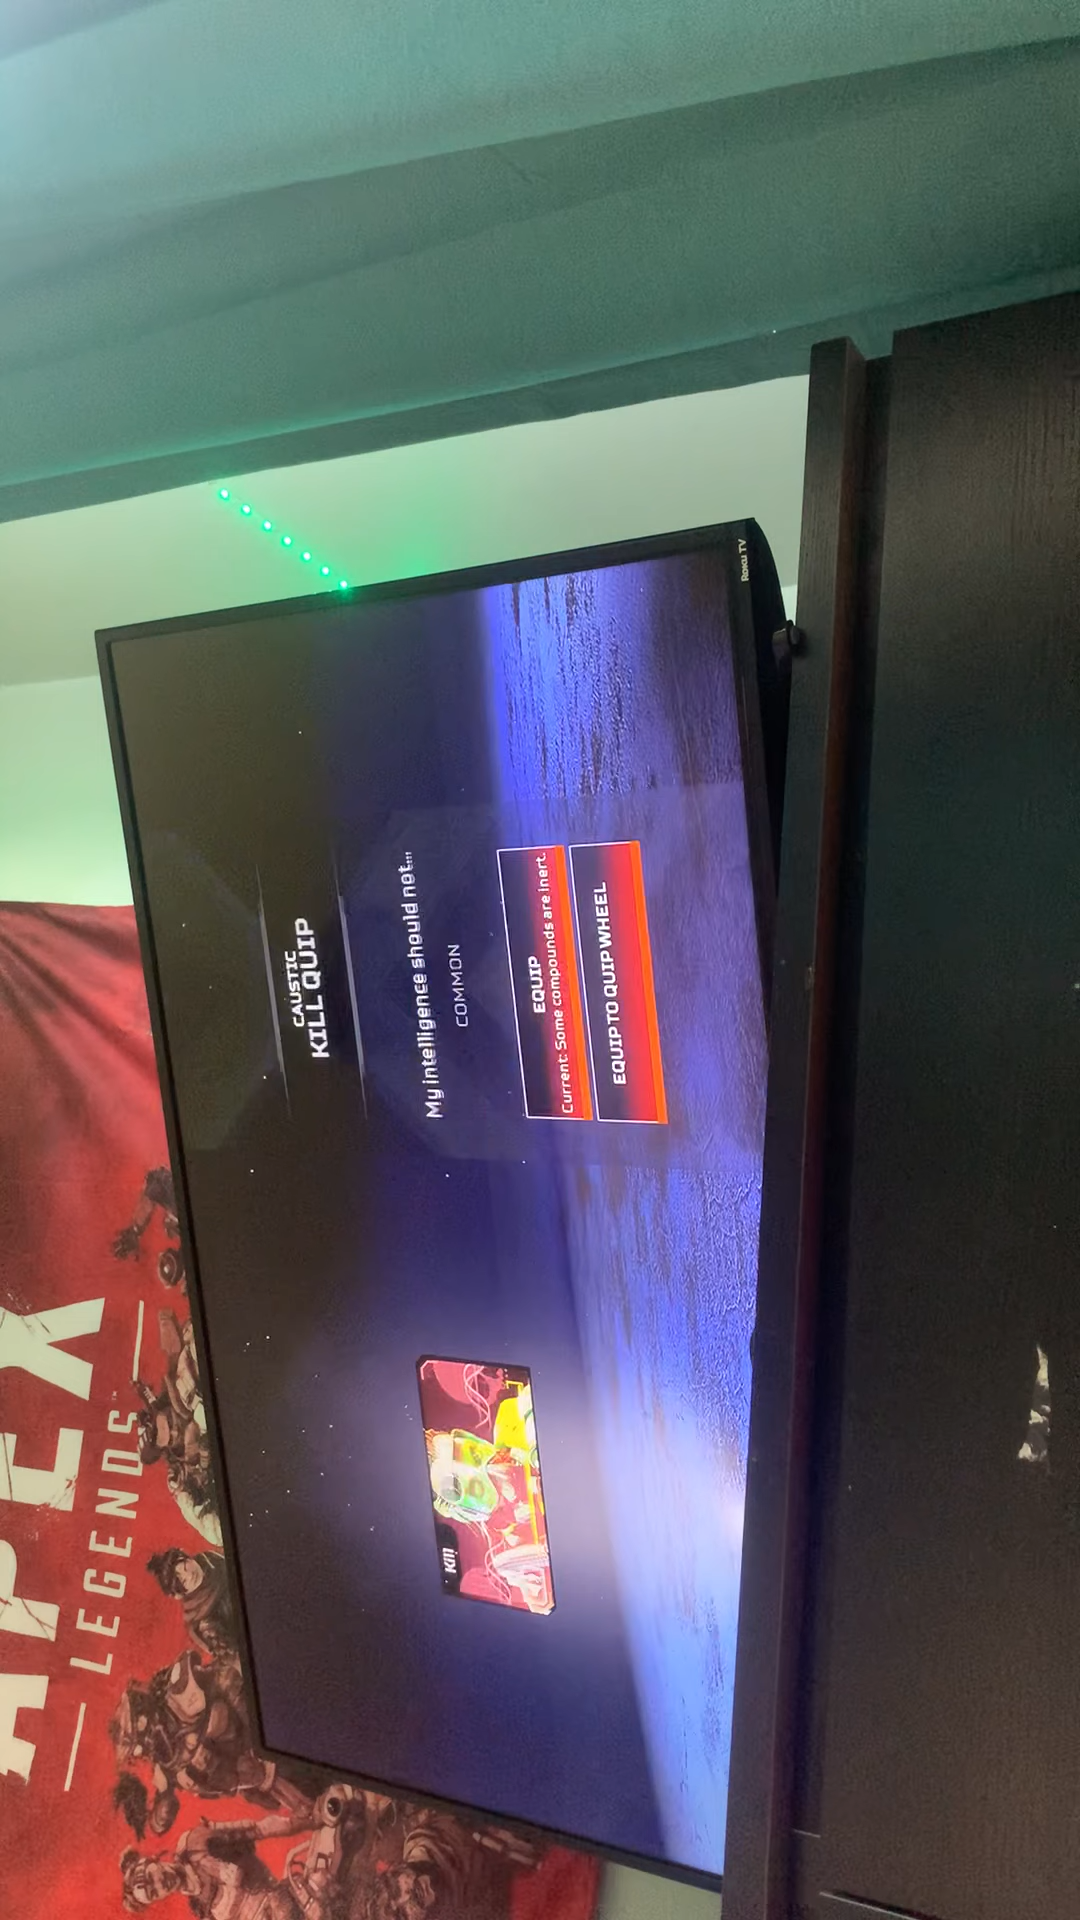 APEX
LEGENDS
CAUSTIC
KILL QUIP
My intelligence should not...
COMMON
EQUIP
Current: Some compounds are inert.
EQUIP TO QUIP WHEEL
Roku TV